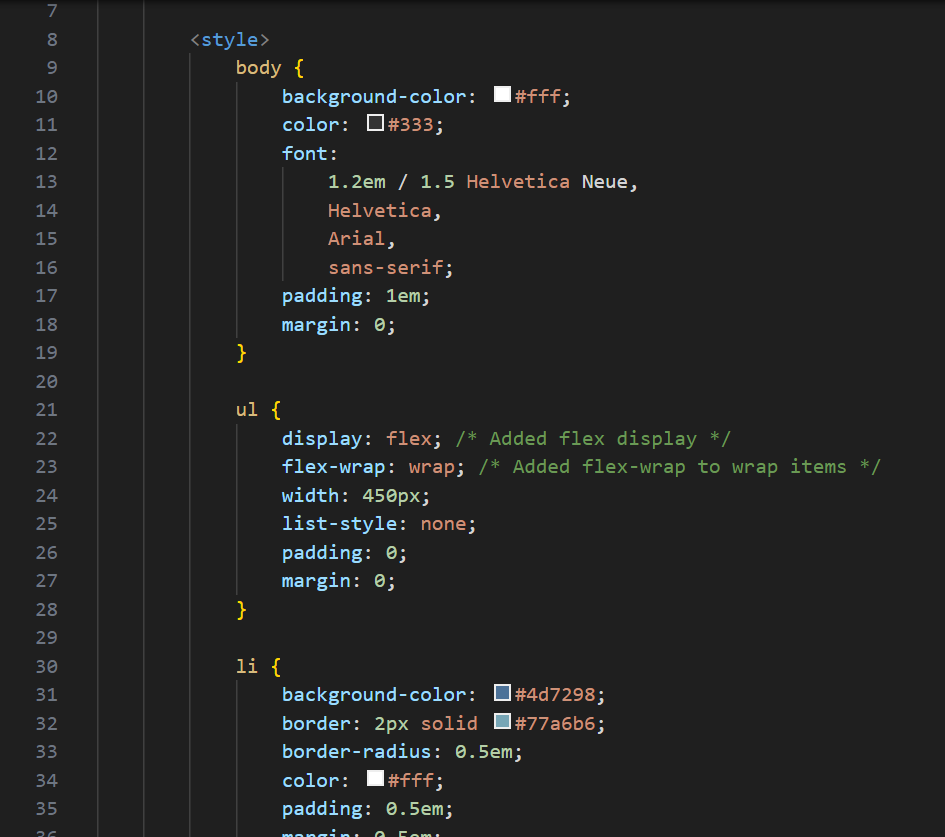 7
8 <style>
9 body {
10 background-color: #fff;
11 color: #333;
12 font:
13 1.2em / 1.5 Helvetica Neue,
14 Helvetica,
15 Arial,
16 sans-serif;
17 padding: 1em;
18 margin: 0;
19 }
20
21 ul {
22 display: flex; /* Added flex display */
23 flex-wrap: wrap; /* Added flex-wrap to wrap items */
24 width: 450px;
25 list-style: none;
26 padding: 0;
27 margin: 0;
28 }
29
30 li {
31 background-color: #4d7298;
32 border: 2px solid #77a6b6;
33 border-radius: 0.5em;
34 color: #fff;
35 padding: 0.5em;
36 margin: 0.5em;